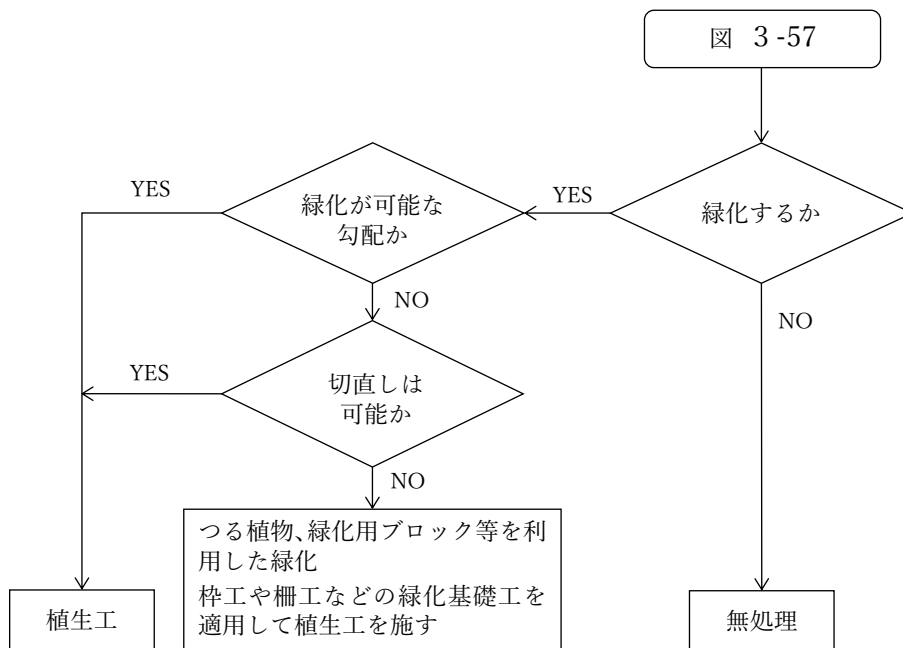 図 3-57
緑化するか
YES
緑化が可能な
勾配か
YES
NO
NO
切直しは
可能か
YES
NO
つる植物、緑化用ブロック等を利
用した緑化
枠工や柵工などの緑化基礎工を
適用して植生工を施す
植生工
無処理